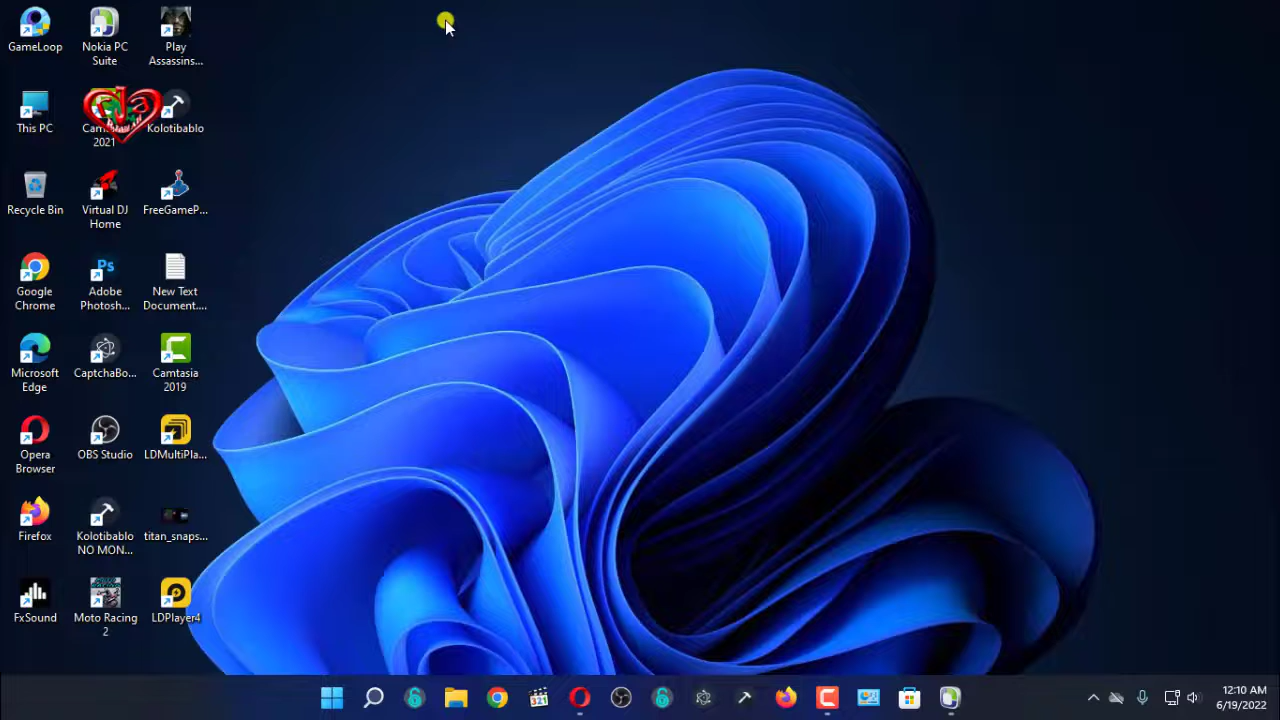 GameLoop
Nokia PC
Suite
Play
Assassins...
This PC
2021
Kolotibablo
Recycle Bin
Virtual DJ
Home
FreeGameP...
Google
Chrome
Ps
Adobe
Photosh...
New Text
Document....
Microsoft
Edge
CaptchaBo...
Camtasia
2019
Opera
Browser
OBS Studio
LDMultiPla...
Firefox
Kolotibablo
NO MON...
titan_snaps...
FxSound
Moto Racing
2
LDPlayer4
321
12:10 AM
6/19/2022